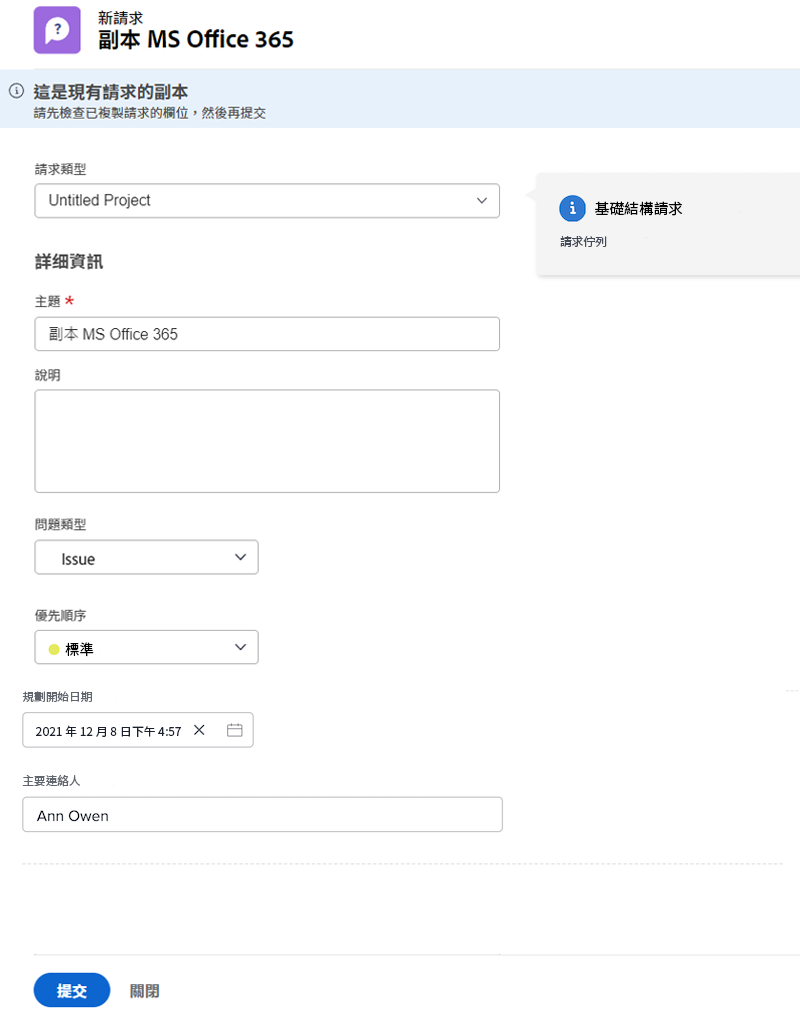 新請求
副本 MS Office 365
這是現有請求的副本
請先檢查已複製請求的欄位，然後再提交
請求類型
Untitled Project
基礎結構請求
請求佇列
詳細資訊
主題 *
副本 MS Office 365
說明
問題類型
Issue
優先順序
標準
規劃開始日期
2021 年 12 月 8 日下午 4:57
主要連絡人
Ann Owen
提交 關閉